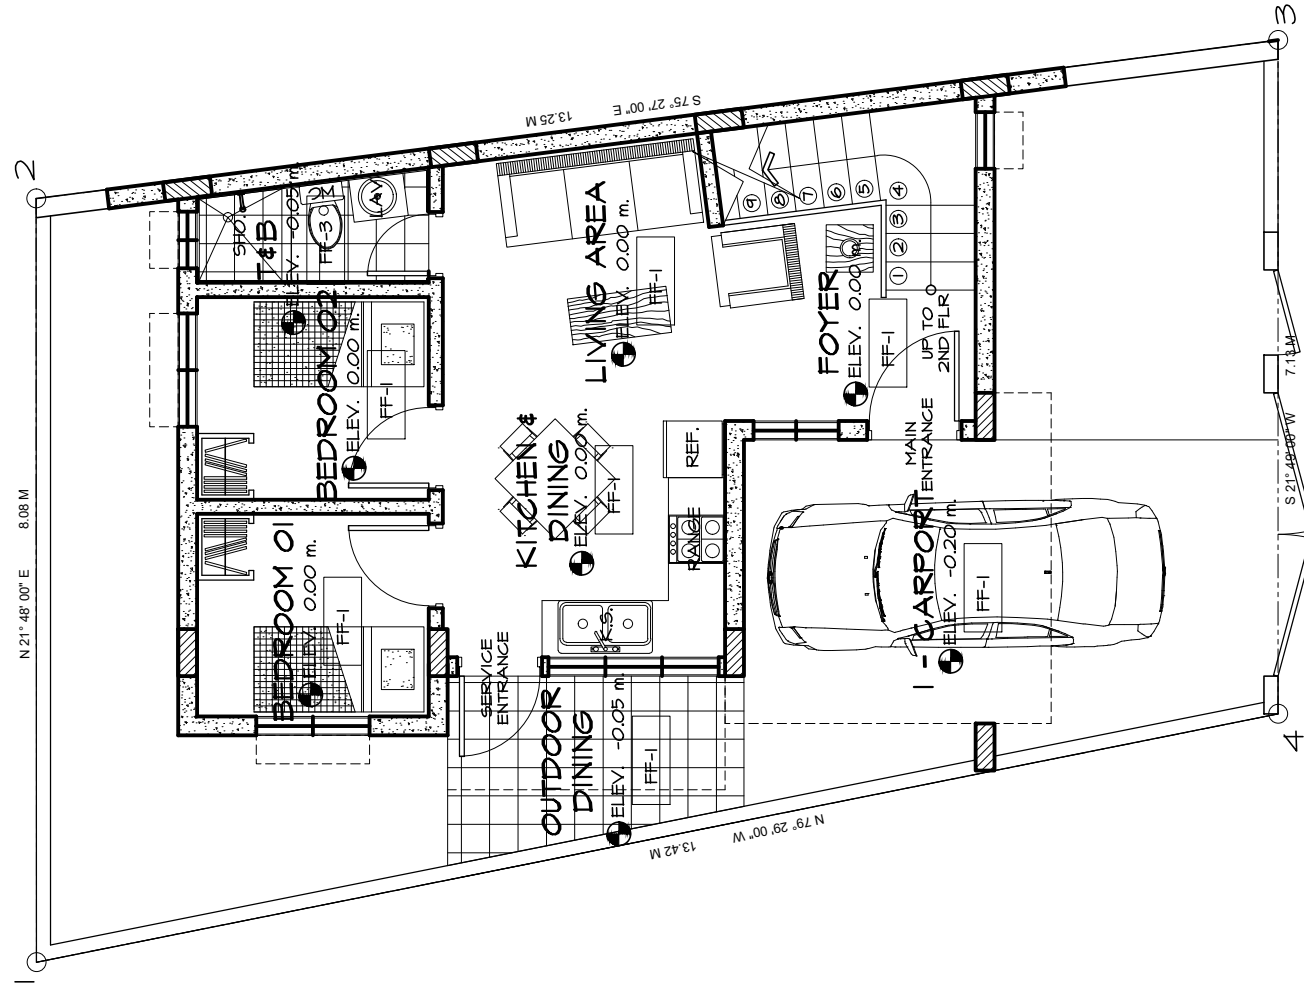 1
2
3
4
N 21° 48' 00" E
8.08 M
S 75° 27' 00" E
13.25 M
N 79° 29' 00" W
13.42 M
S 21° 49' 00" W
7.13 M
SHO.
T&B
ELEV. -0.05 m.
FF-3
LAV.
BEDROOM 02
ELEV. 0.00 m.
FF-1
BEDROOM 01
ELEV. 0.00 m.
FF-1
LIVING AREA
ELEV. 0.00 m.
FF-1
KITCHEN &
DINING
ELEV. 0.00 m.
FF-1
REF.
RANGE
K.S.
SERVICE
ENTRANCE
OUTDOOR
DINING
ELEV. -0.05 m.
FF-1
FOYER
ELEV. 0.00 m.
FF-1
UP TO
2ND FLR
1
2
3
4
5
6
7
8
9
MAIN
ENTRANCE
1 - CARPORT
ELEV. -0.20 m.
FF-1